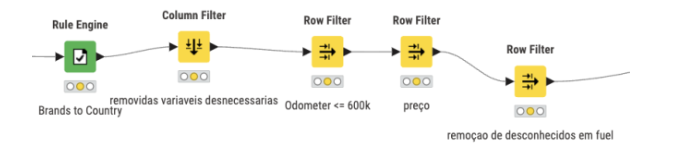 Rule Engine
Column Filter
Row Filter
Row Filter
Row Filter
Brands to Country
removidas variaveis desnecessarias
Odometer <= 600k
preço
remoçao de desconhecidos em fuel